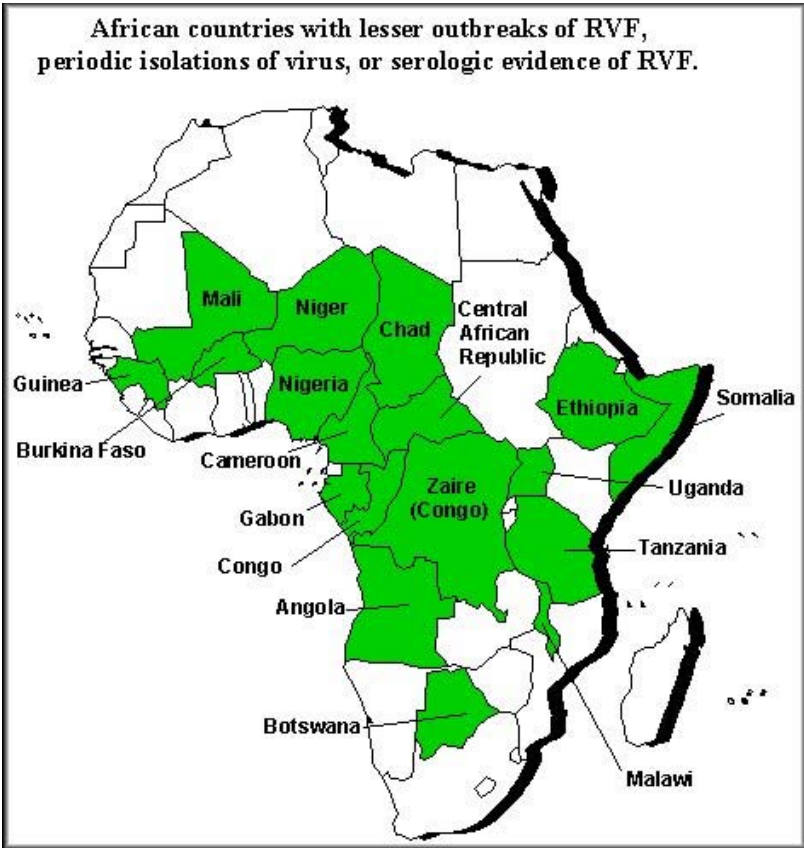 African countries with lesser outbreaks of RVF,
periodic isolations of virus, or serologic evidence of RVF.
Mali
Niger
Chad
Central
African
Republic
Guinea
Nigeria
Ethiopia
Somalia
Burkina Faso
Cameroon
Zaire
(Congo)
Uganda
Gabon
Tanzania
Congo
Angola
Botswana
Malawi